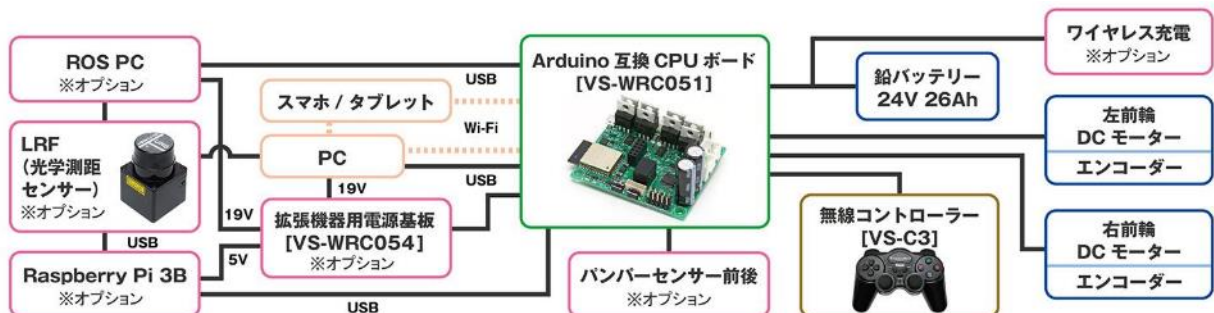 ROS PC
※オプション
LRF
(光学測距
センサー)
※オプション
USB
Raspberry Pi 3B
※オプション
スマホ / タブレット
PC
19V
19V
5V
拡張機器用電源基板
[VS-WRC054]
※オプション
USB
Wi-Fi
USB
USB
Arduino 互換 CPU ボード
[VS-WRC051]
バンパーセンサー前後
※オプション
鉛バッテリー
24V 26Ah
無線コントローラー
[VS-C3]
ワイヤレス充電
※オプション
左前輪
DC モーター
エンコーダー
右前輪
DC モーター
エンコーダー